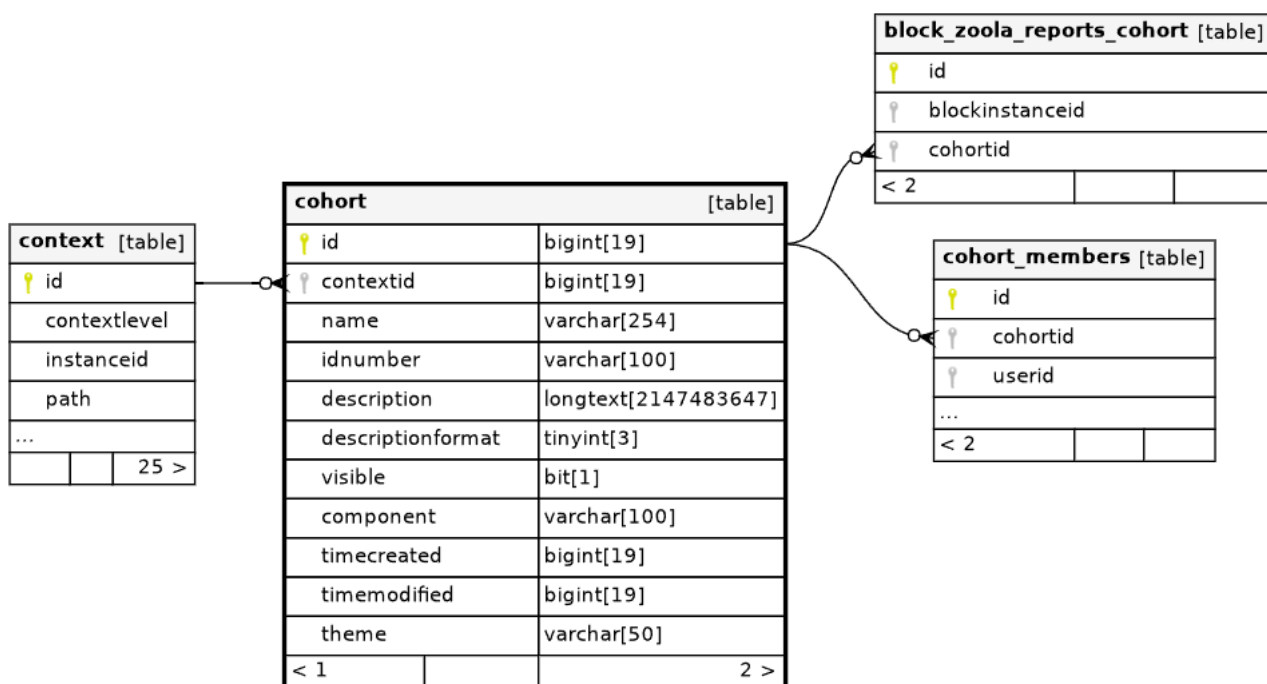 block_zoola_reports_cohort [table]
id
blockinstanceid
cohortid
< 2
cohort [table]
id bigint[19]
contextid bigint[19]
name varchar[254]
idnumber varchar[100]
description longtext[2147483647]
descriptionformat tinyint[3]
visible bit[1]
component varchar[100]
timecreated bigint[19]
timemodified bigint[19]
theme varchar[50]
< 1 2 >
context [table]
id
contextlevel
instanceid
path
...
25 >
cohort_members [table]
id
cohortid
userid
...
< 2